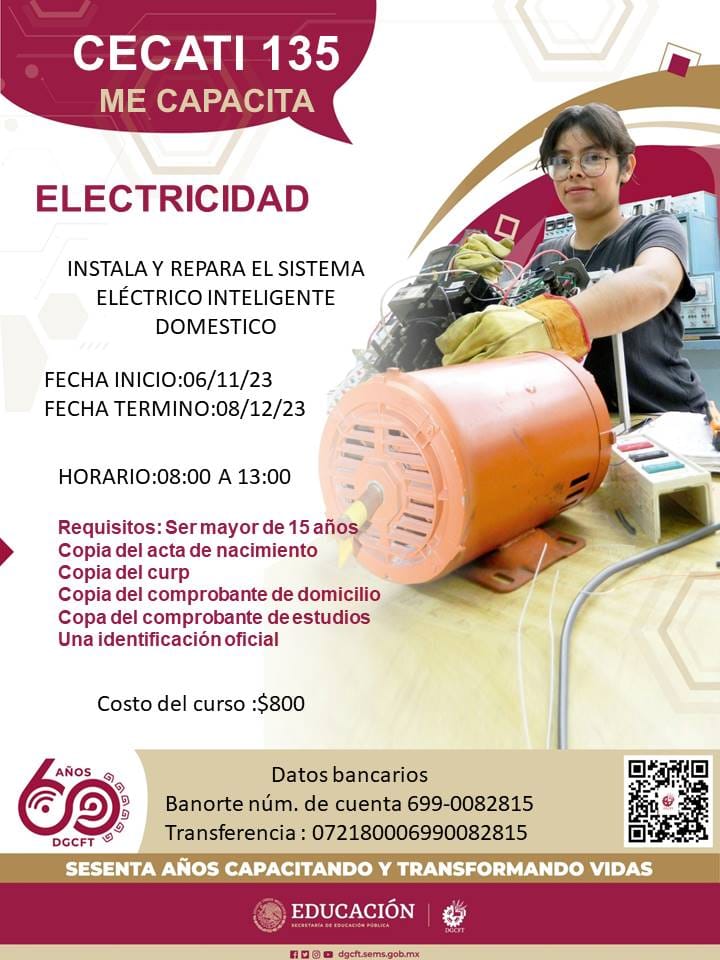 CECATI 135
ME CAPACITA
ELECTRICIDAD
INSTALA Y REPARA EL SISTEMA
ELÉCTRICO INTELIGENTE
DOMESTICO
FECHA INICIO:06/11/23
FECHA TERMINO:08/12/23
HORARIO:08:00 A 13:00
Requisitos: Ser mayor de 15 años
Copia del acta de nacimiento
Copia del curp
Copia del comprobante de domicilio
Copa del comprobante de estudios
Una identificación oficial
Costo del curso :$800
60 AÑOS
DGCFT
Datos bancarios
Banorte núm. de cuenta 699-0082815
Transferencia : 072180006990082815
SESENTA AÑOS CAPACITANDO Y TRANSFORMANDO VIDAS
EDUCACIÓN
SECRETARÍA DE EDUCACIÓN PÚBLICA
DGCFT
dgcft.sems.gob.mx